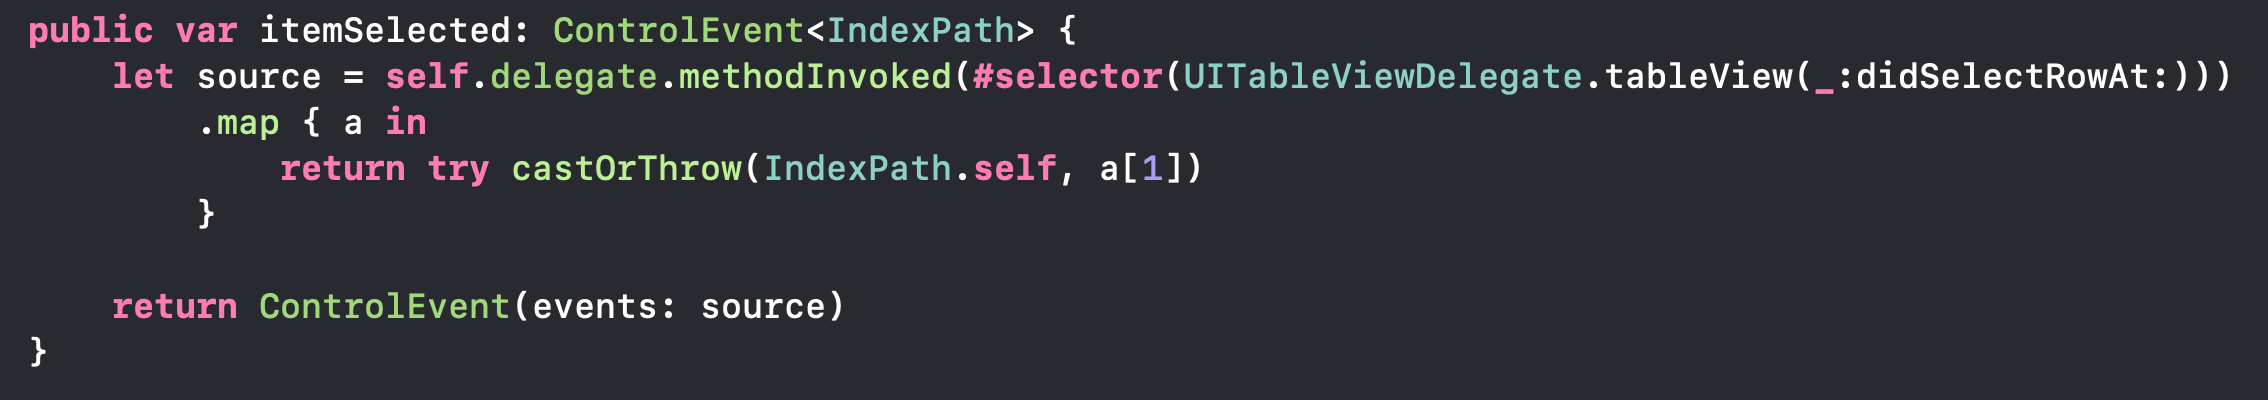 public var itemSelected: ControlEvent<IndexPath> {
    let source = self.delegate.methodInvoked(#selector(UITableViewDelegate.tableView(_:didSelectRowAt:)))
        .map { a in
            return try castOrThrow(IndexPath.self, a[1])
        }

    return ControlEvent(events: source)
}